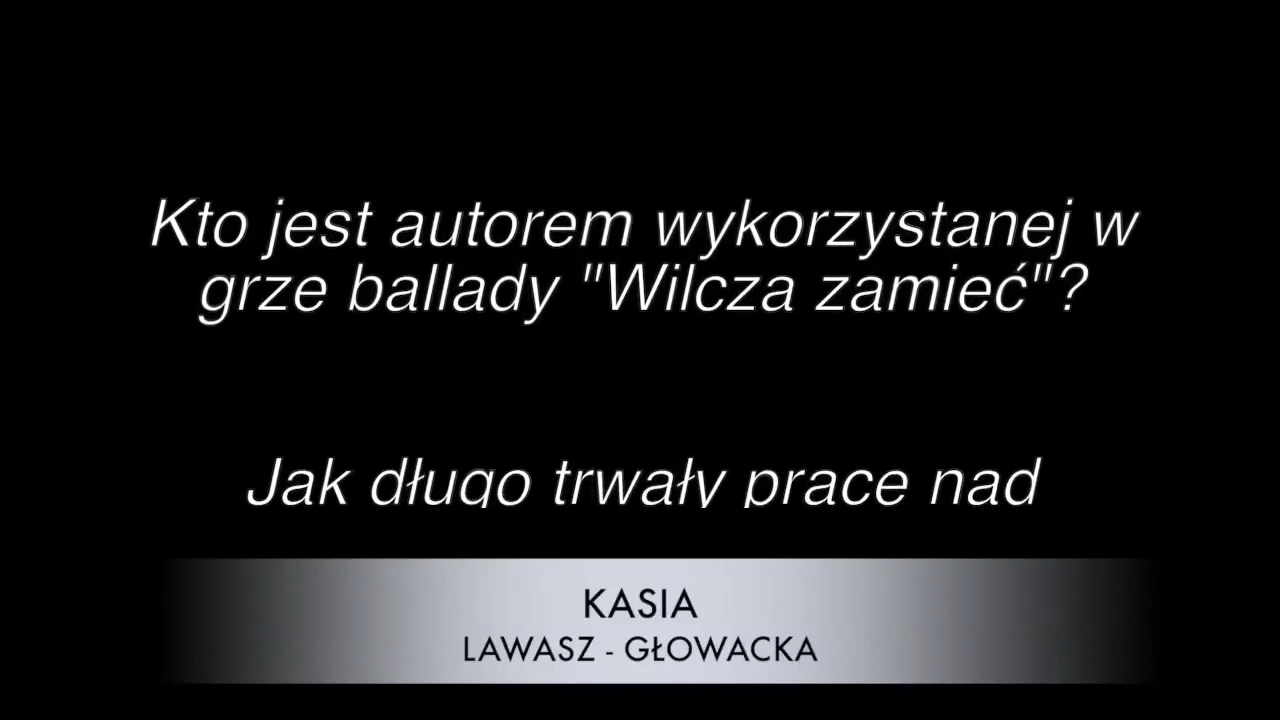 Kto jest autorem wykorzystanej w
grze ballady "Wilcza zamieć"?
Jak długo trwały prace nad
KASIA
LAWASZ - GŁOWACKA